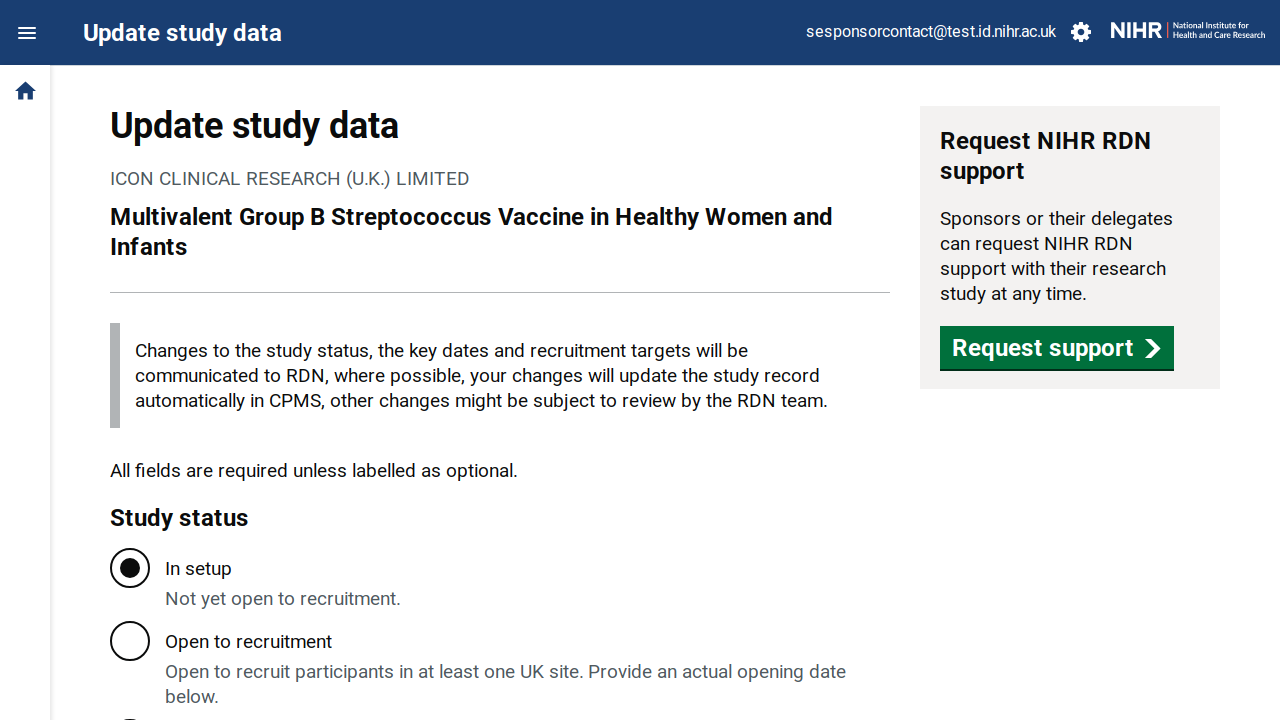 Update study data
sesponsorcontact@test.id.nihr.ac.uk
NIHR
National Institute for
Health and Care Research
Update study data
ICON CLINICAL RESEARCH (U.K.) LIMITED
Multivalent Group B Streptococcus Vaccine in Healthy Women and
Infants
Changes to the study status, the key dates and recruitment targets will be
communicated to RDN, where possible, your changes will update the study record
automatically in CPMS, other changes might be subject to review by the RDN team.
All fields are required unless labelled as optional.
Study status
In setup
Not yet open to recruitment.
Open to recruitment
Open to recruit participants in at least one UK site. Provide an actual opening date
below.
Request NIHR RDN
support
Sponsors or their delegates
can request NIHR RDN
support with their research
study at any time.
Request support